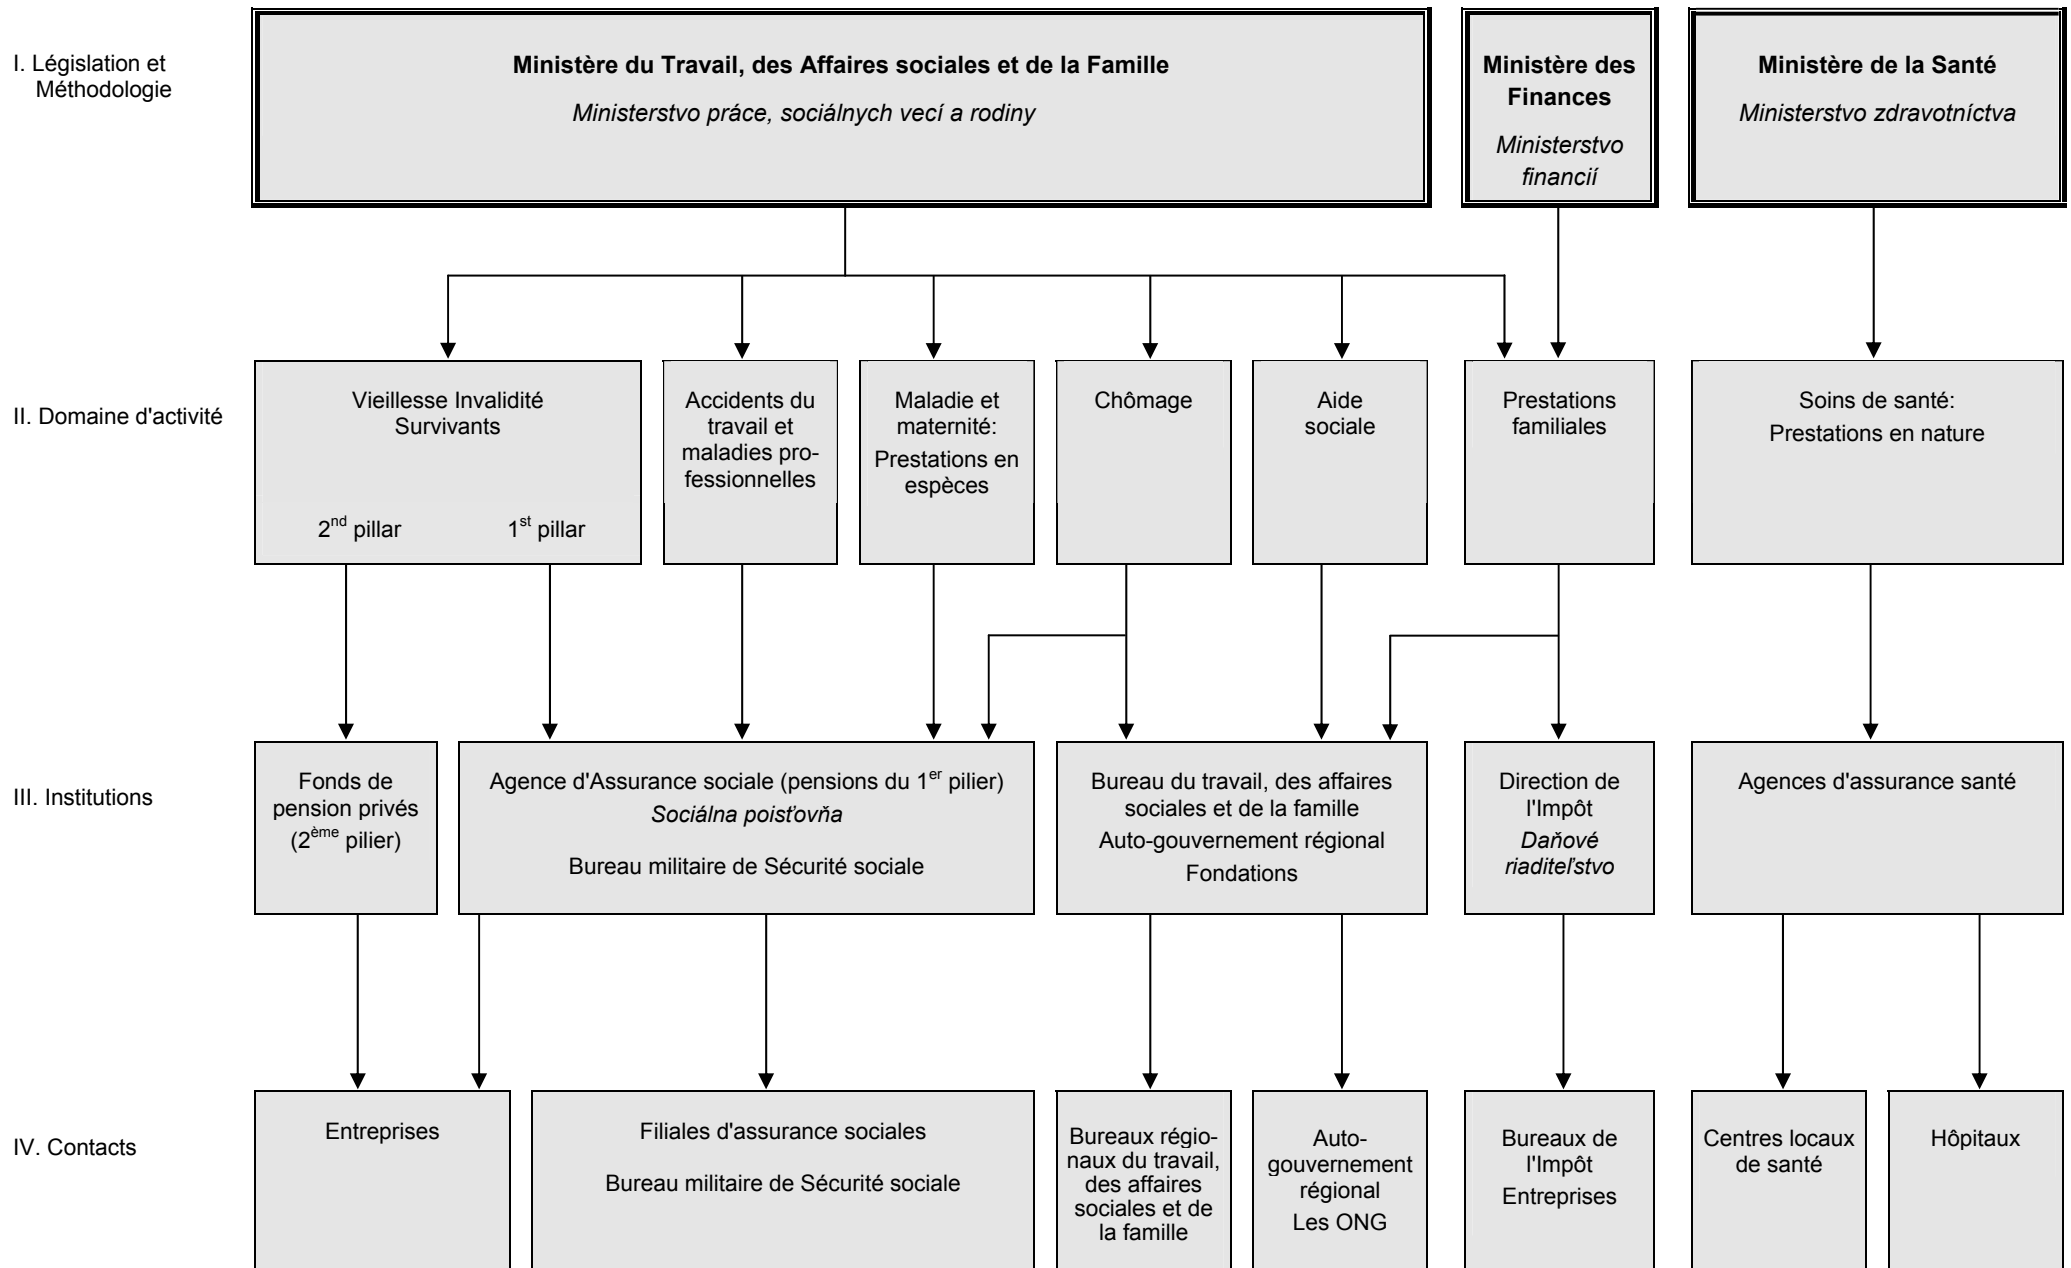 I. Législation et
Méthodologie
Ministère du Travail, des Affaires sociales et de la Famille
Ministerstvo práce, sociálnych vecí a rodiny
Ministère des
Finances
Ministerstvo
financií
Ministère de la Santé
Ministerstvo zdravotníctva
II. Domaine d'activité
Vieillesse Invalidité
Survivants
2nd pillar
1st pillar
Accidents du
travail et
maladies pro-
fessionnelles
Maladie et
maternité:
Prestations en
espèces
Chômage
Aide
sociale
Prestations
familiales
Soins de santé:
Prestations en nature
III. Institutions
Fonds de
pension privés
(2ème pilier)
Agence d'Assurance sociale (pensions du 1er pilier)
Sociálna poisťovňa
Bureau militaire de Sécurité sociale
Bureau du travail, des affaires
sociales et de la famille
Auto-gouvernement régional
Fondations
Direction de
l'Impôt
Daňové
riaditeľstvo
Agences d'assurance santé
IV. Contacts
Entreprises
Filiales d'assurance sociales
Bureau militaire de Sécurité sociale
Bureaux régio-
naux du travail,
des affaires
sociales et de
la famille
Auto-
gouvernement
régional
Les ONG
Bureaux de
l'Impôt
Entreprises
Centres locaux
de santé
Hôpitaux